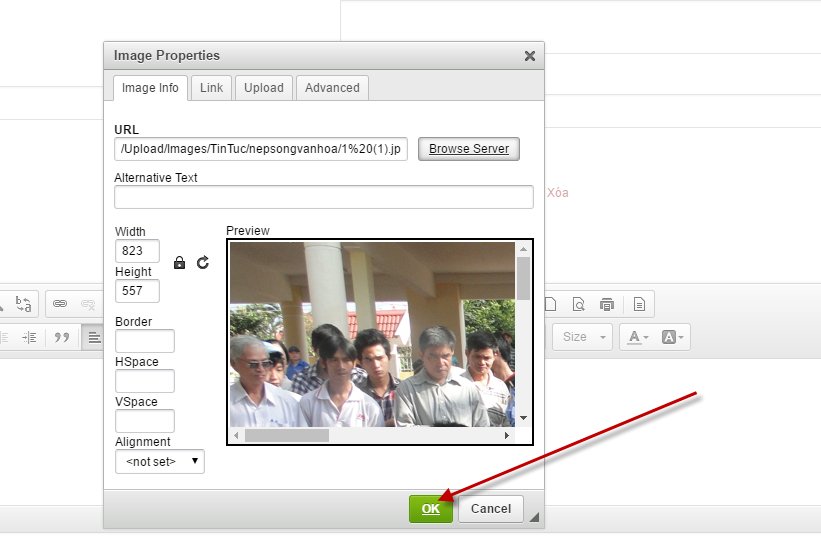 Image Properties
Image Info Link Upload Advanced
URL
/Upload/Images/TinTuc/nepsongvanhoa/1%20(1).jp
Browse Server
Alternative Text
Xóa
Width
823
Height
557
Border
HSpace
VSpace
Alignment
<not set>
Preview
Size
A
A
OK Cancel